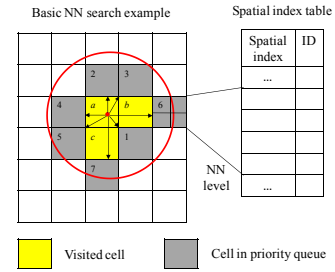 Basic NN search example
Spatial index table
Spatial index
ID
...
2 3
4 a b 6
5 c 1
7
NN level
...
Visited cell
Cell in priority queue